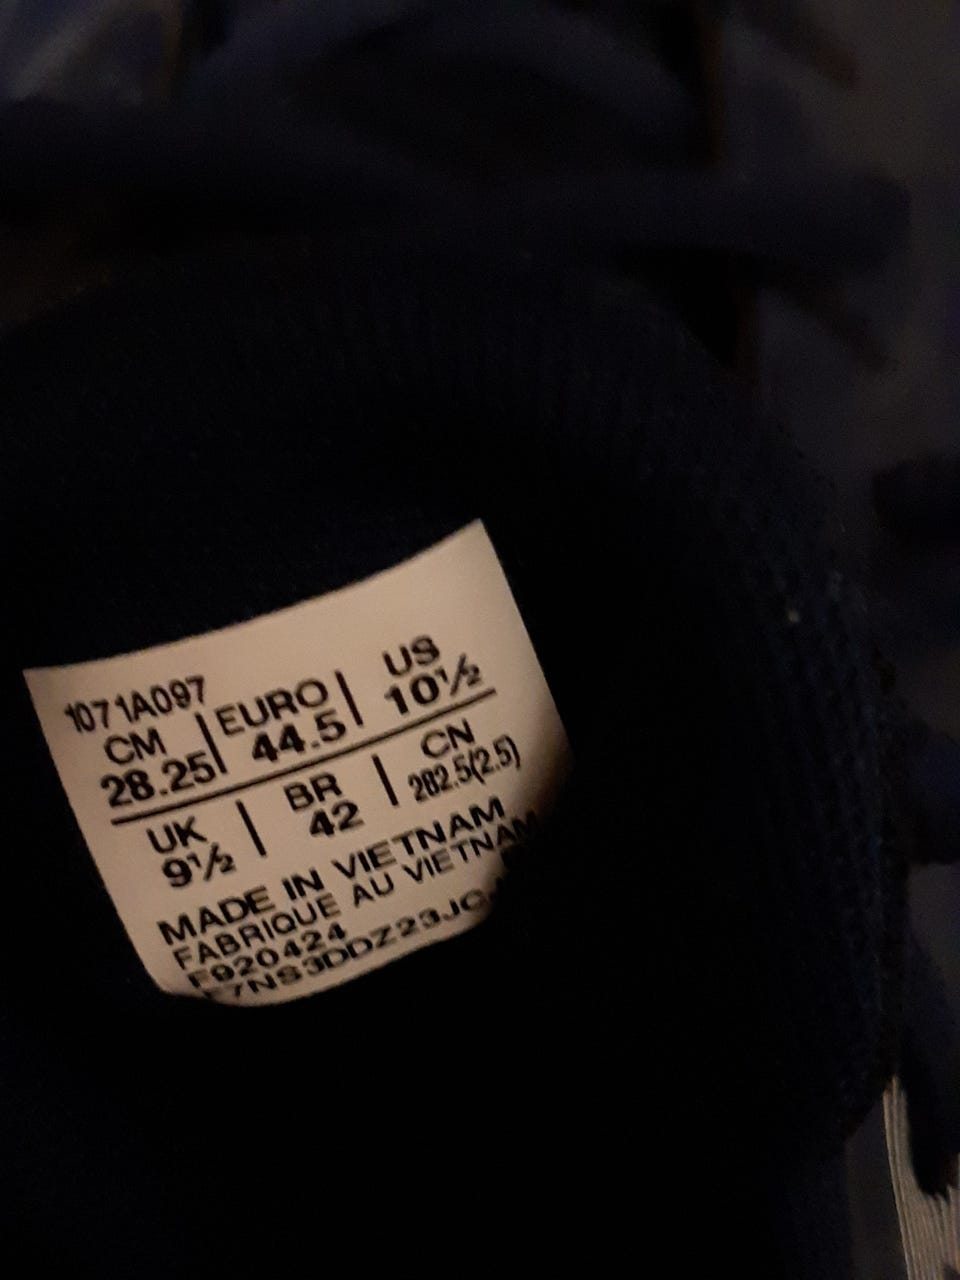 1071A097
CM | EURO | US
28.25 | 44.5 | 10½
UK | BR | CN
9½ | 42 | 282.5(2.5)
MADE IN VIETNAM
FABRIQUE AU VIETNAM
F920424